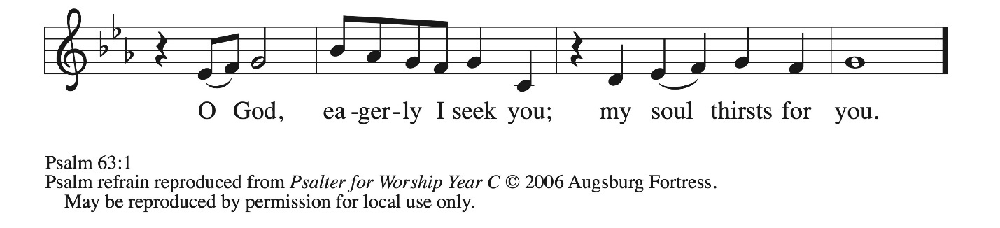 O God, ea -ger-ly I seek you; my soul thirsts for you.
Psalm 63:1
Psalm refrain reproduced from Psalter for Worship Year C © 2006 Augsburg Fortress.
May be reproduced by permission for local use only.